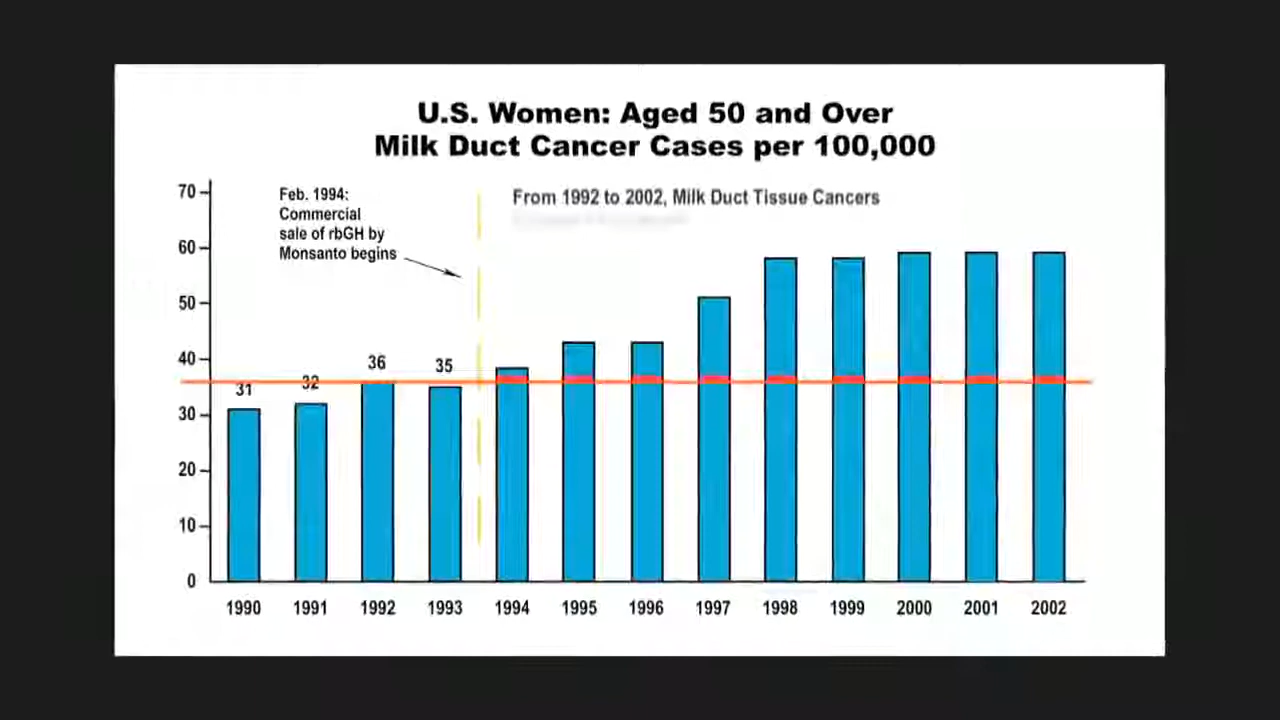 U.S. Women: Aged 50 and Over
Milk Duct Cancer Cases per 100,000
Feb. 1994:
Commercial
sale of rbGH by
Monsanto begins
From 1992 to 2002, Milk Duct Tissue Cancers
70
60
50
40
30
20
10
0
31
32
36
35
1990 1991 1992 1993 1994 1995 1996 1997 1998 1999 2000 2001 2002